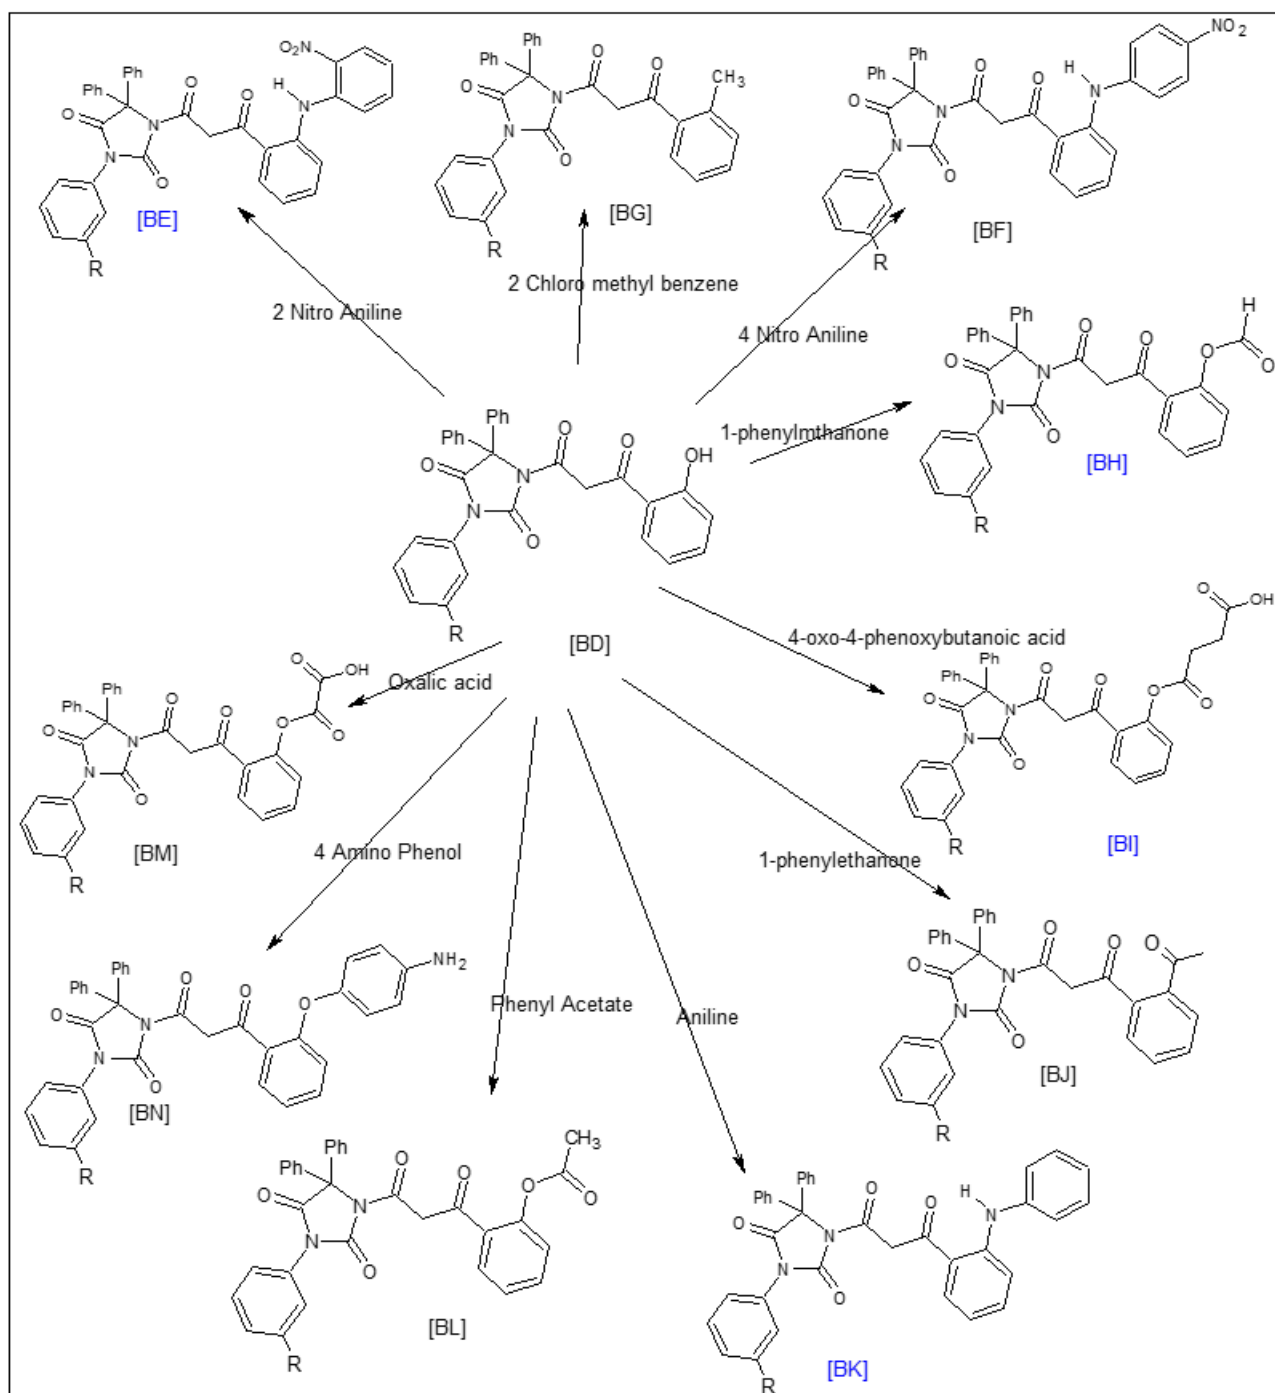 O₂N
Ph
Ph
H
N
O
O
O
N
N
O
R
[BE]
Ph
Ph
O
O
CH₃
O
N
N
O
R
[BG]
NO₂
Ph
Ph
O
O
H
N
O
N
N
O
R
[BF]
2 Nitro Aniline
2 Chloro methyl benzene
4 Nitro Aniline
Ph
Ph
O
O
H
O
O
O
N
N
O
R
[BH]
1-phenylmthanone
Ph
Ph
O
O
OH
O
N
N
O
R
[BD]
4-oxo-4-phenoxybutanoic acid
O
OH
Ph
Ph
O
O
O
O
O
N
N
O
R
[BI]
Oxalic acid
O
OH
Ph
Ph
O
O
O
O
O
N
N
O
R
[BM]
4 Amino Phenol
1-phenylethanone
Ph
Ph
O
O
O
O
N
N
O
R
[BJ]
NH₂
Ph
Ph
O
O
O
O
N
N
O
R
[BN]
Phenyl Acetate
Aniline
CH₃
Ph
Ph
O
O
O
O
O
N
N
O
R
[BL]
Ph
Ph
O
O
H
N
O
N
N
O
R
[BK]